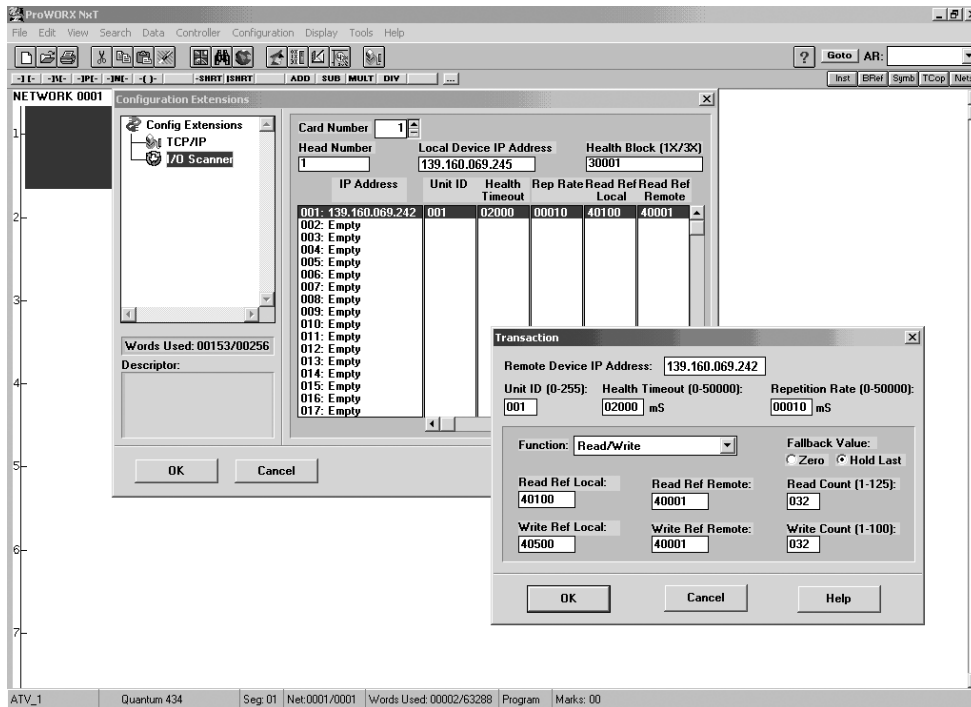 ProWORX NxT
File Edit View Search Data Controller Configuration Display Tools Help
? Goto AR:
-] [- -]\[- -]P[- -]N[- -( )- -SHRT |SHRT ADD SUB MULT DIV ... Inst BRef Symb TCop Net
NETWORK 0001
1
2
3
4
5
6
7
Configuration Extensions
Config Extensions
TCP/IP
I/O Scanner
Words Used: 00153/00256
Descriptor:
Card Number 1
Head Number Local Device IP Address Health Block (1X/3X)
1 139.160.069.245 30001
IP Address Unit ID Health Timeout Rep Rate Read Ref Local Read Ref Remote
001: 139.160.069.242 001 02000 00010 40100 40001
002: Empty
003: Empty
004: Empty
005: Empty
006: Empty
007: Empty
008: Empty
009: Empty
010: Empty
011: Empty
012: Empty
013: Empty
014: Empty
015: Empty
016: Empty
017: Empty
OK Cancel
Transaction
Remote Device IP Address: 139.160.069.242
Unit ID (0-255): Health Timeout (0-50000): Repetition Rate (0-50000):
001 02000 mS 00010 mS
Function: Read/Write Fallback Value:
Zero Hold Last
Read Ref Local: Read Ref Remote: Read Count (1-125):
40100 40001 032
Write Ref Local: Write Ref Remote: Write Count (1-100):
40500 40001 032
OK Cancel Help
ATV_1 Quantum 434 Seg: 01 Net:0001/0001 Words Used: 00002/63288 Program Marks: 00